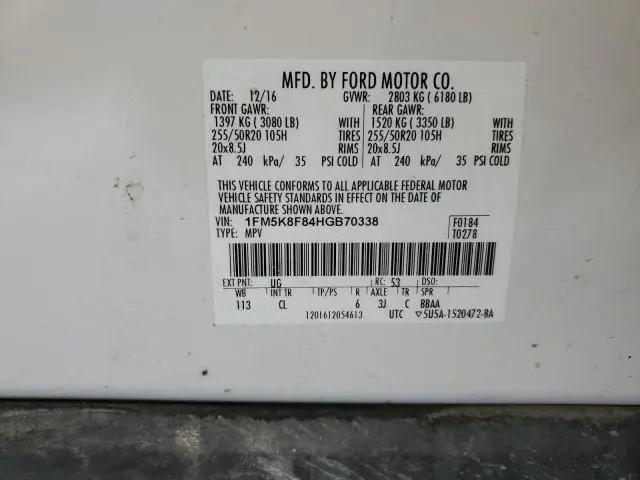 MFD. BY FORD MOTOR CO.
DATE: 12/16 GVWR: 2803 KG ( 6180 LB)
FRONT GAWR: REAR GAWR:
1397 KG ( 3080 LB) WITH 1520 KG ( 3350 LB) WITH
255/50R20 105H TIRES 255/50R20 105H TIRES
20x8.5J RIMS 20x8.5J RIMS
AT 240 kPa/ 35 PSI COLD AT 240 kPa/ 35 PSI COLD
THIS VEHICLE CONFORMS TO ALL APPLICABLE FEDERAL MOTOR
VEHICLE SAFETY STANDARDS IN EFFECT ON THE DATE OF
MANUFACTURE SHOWN ABOVE.
VIN: 1FM5K8F84HGB70338 F0184
TYPE: MPV T0278
EXT PNT: UG RC: 53 DSO:
WB INT TR TP/PS R AXLE TR SPR
113 CL 6 3J C BBAA
1201612054613 UTC ▽5U5A-1520472-BA